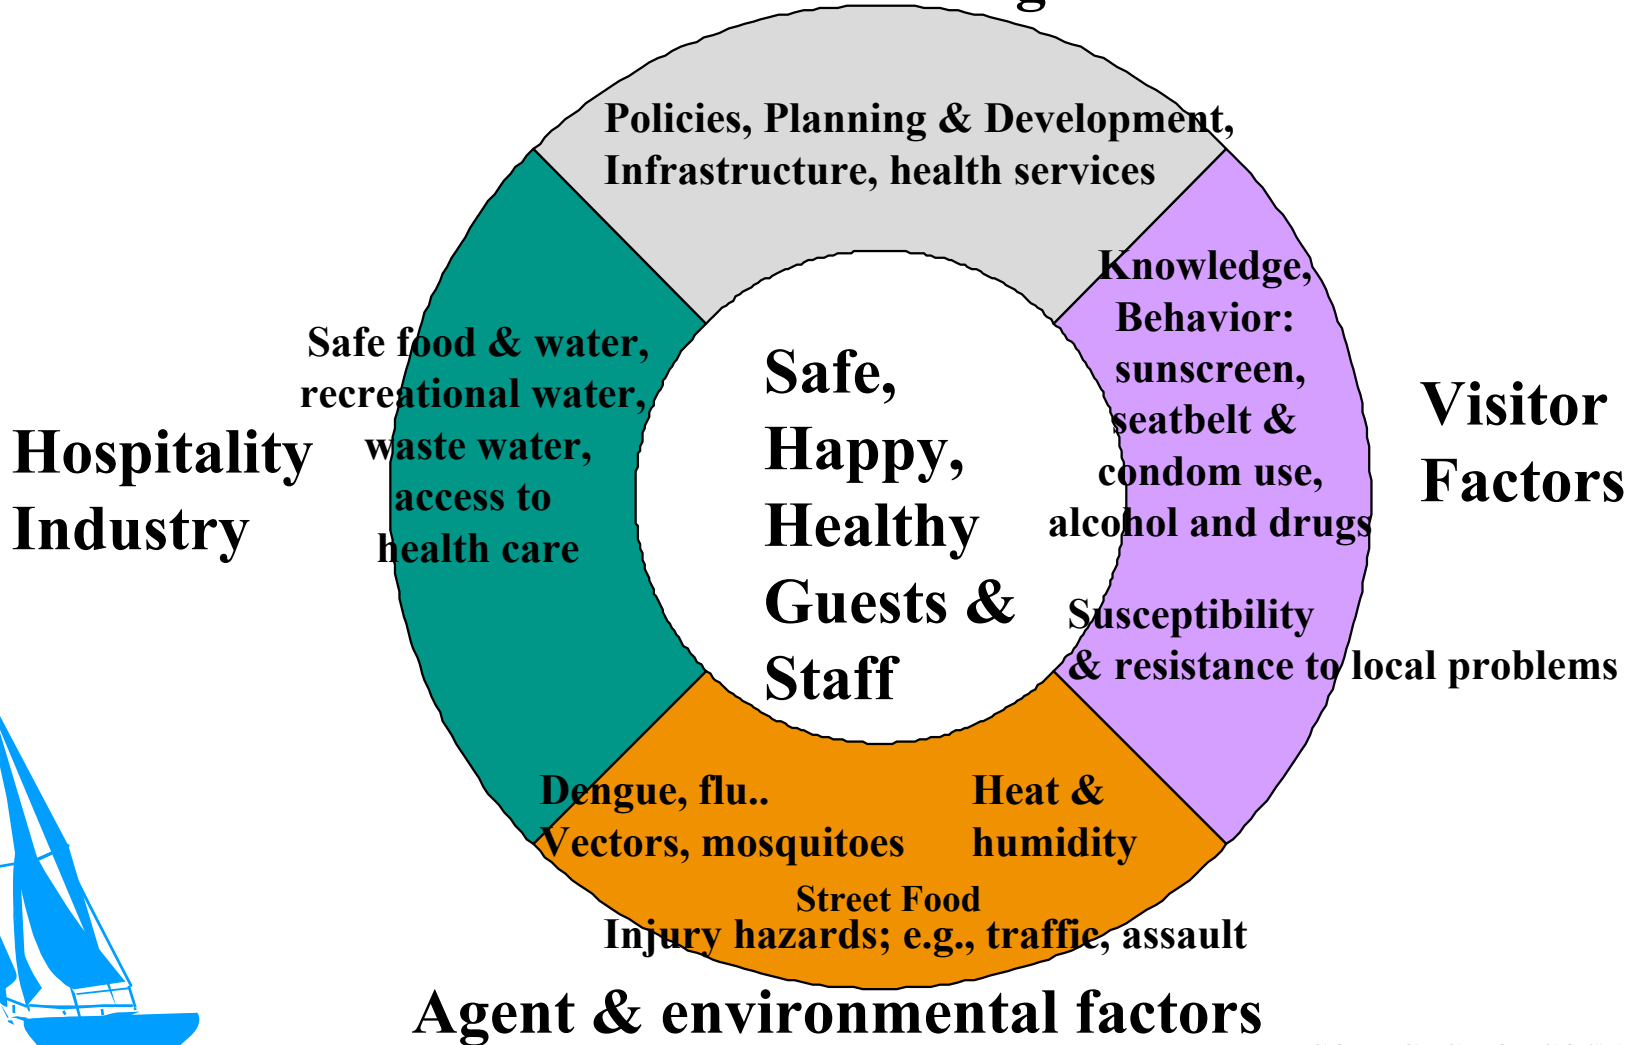 Policies, Planning & Development,
Infrastructure, health services
Knowledge,
Behavior:
sunscreen,
seatbelt &
condom use,
alcohol and drugs
Susceptibility
& resistance to local problems
Visitor
Factors
Safe food & water,
recreational water,
waste water,
access to
health care
Hospitality
Industry
Safe,
Happy,
Healthy
Guests &
Staff
Dengue, flu..
Vectors, mosquitoes
Heat &
humidity
Street Food
Injury hazards; e.g., traffic, assault
Agent & environmental factors